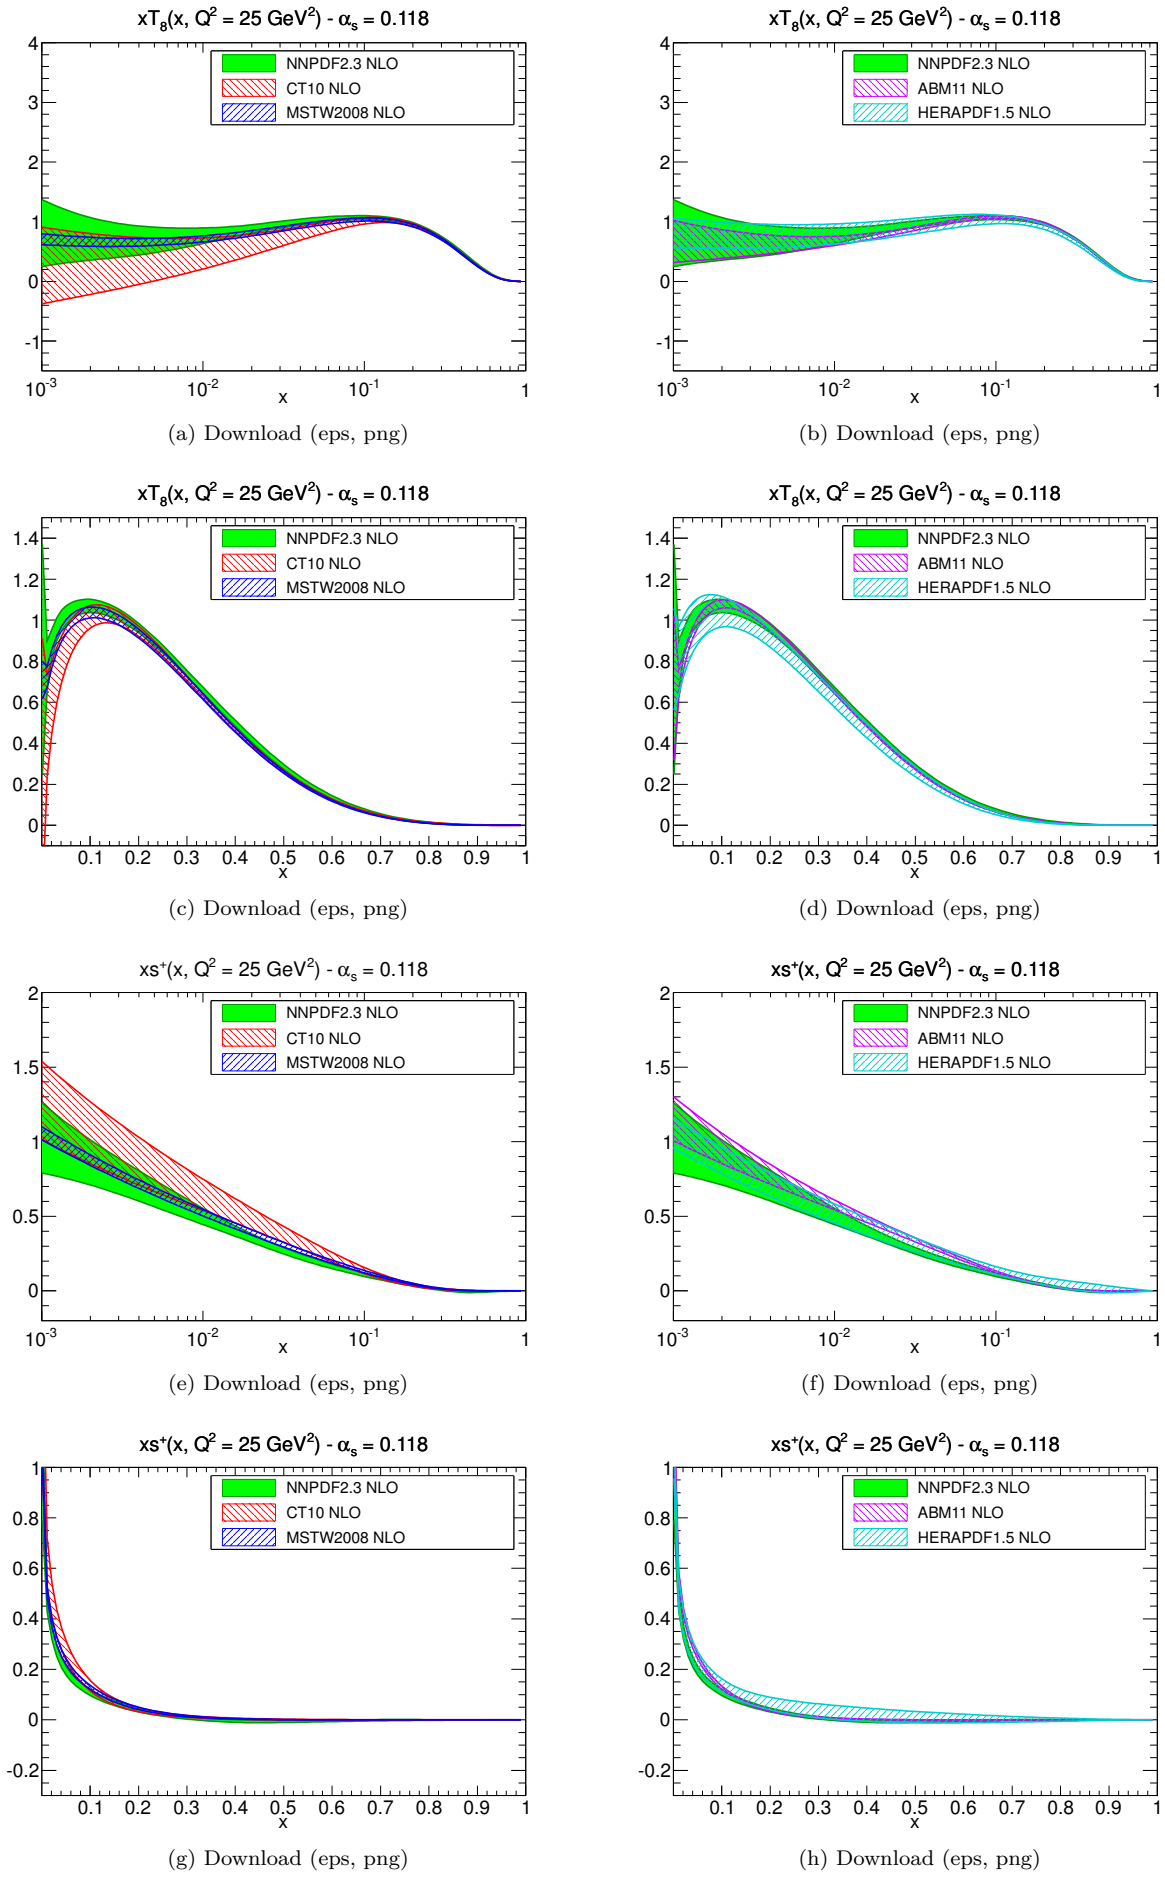 xT8(x, Q² = 25 GeV²) - αs = 0.118
4
3
2
1
0
-1
NNPDF2.3 NLO
CT10 NLO
MSTW2008 NLO
10⁻³ 10⁻² 10⁻¹ 1
x
(a) Download (eps, png)
xT8(x, Q² = 25 GeV²) - αs = 0.118
4
3
2
1
0
-1
NNPDF2.3 NLO
ABM11 NLO
HERAPDF1.5 NLO
10⁻³ 10⁻² 10⁻¹ 1
x
(b) Download (eps, png)
xT8(x, Q² = 25 GeV²) - αs = 0.118
1.4
1.2
1
0.8
0.6
0.4
0.2
0
NNPDF2.3 NLO
CT10 NLO
MSTW2008 NLO
0.1 0.2 0.3 0.4 0.5 0.6 0.7 0.8 0.9 1
x
(c) Download (eps, png)
xT8(x, Q² = 25 GeV²) - αs = 0.118
1.4
1.2
1
0.8
0.6
0.4
0.2
0
NNPDF2.3 NLO
ABM11 NLO
HERAPDF1.5 NLO
0.1 0.2 0.3 0.4 0.5 0.6 0.7 0.8 0.9 1
x
(d) Download (eps, png)
xs⁺(x, Q² = 25 GeV²) - αs = 0.118
2
1.5
1
0.5
0
NNPDF2.3 NLO
CT10 NLO
MSTW2008 NLO
10⁻³ 10⁻² 10⁻¹ 1
x
(e) Download (eps, png)
xs⁺(x, Q² = 25 GeV²) - αs = 0.118
2
1.5
1
0.5
0
NNPDF2.3 NLO
ABM11 NLO
HERAPDF1.5 NLO
10⁻³ 10⁻² 10⁻¹ 1
x
(f) Download (eps, png)
xs⁺(x, Q² = 25 GeV²) - αs = 0.118
1
0.8
0.6
0.4
0.2
0
-0.2
NNPDF2.3 NLO
CT10 NLO
MSTW2008 NLO
0.1 0.2 0.3 0.4 0.5 0.6 0.7 0.8 0.9 1
x
(g) Download (eps, png)
xs⁺(x, Q² = 25 GeV²) - αs = 0.118
1
0.8
0.6
0.4
0.2
0
-0.2
NNPDF2.3 NLO
ABM11 NLO
HERAPDF1.5 NLO
0.1 0.2 0.3 0.4 0.5 0.6 0.7 0.8 0.9 1
x
(h) Download (eps, png)